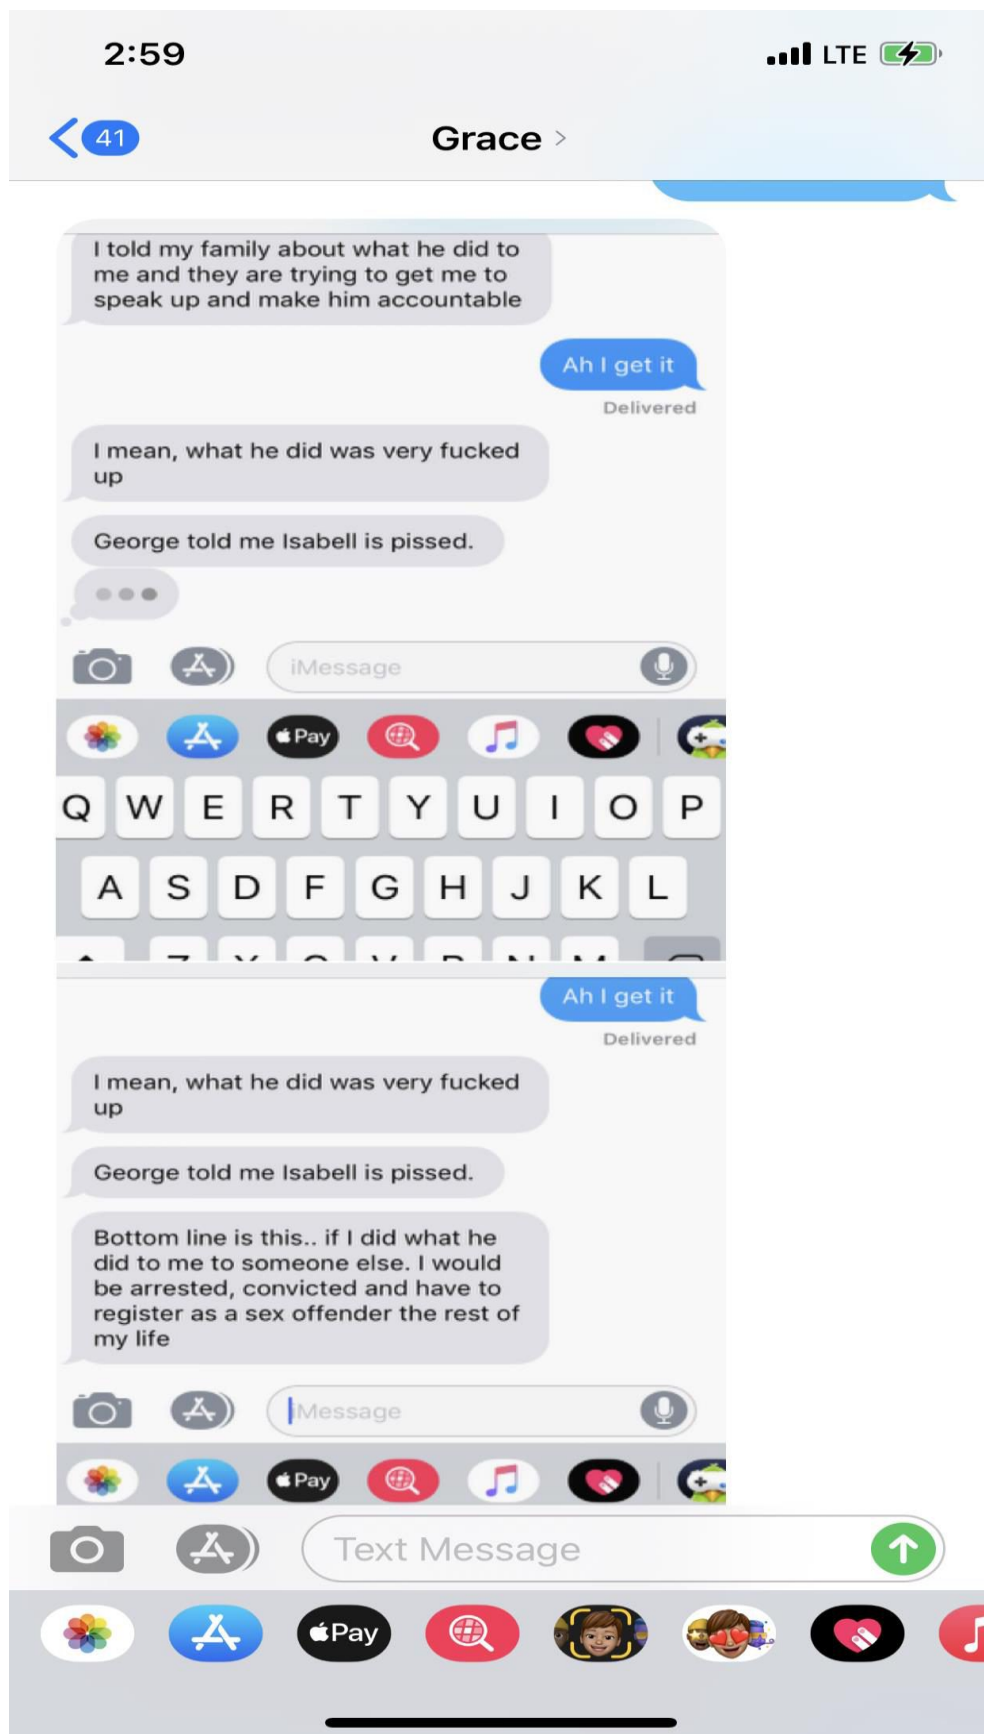 2:59
LTE
41
Grace
I told my family about what he did to
me and they are trying to get me to
speak up and make him accountable
Ah I get it
Delivered
I mean, what he did was very fucked
up
George told me Isabell is pissed.
iMessage
Pay
Q W E R T Y U I O P
A S D F G H J K L
Ah I get it
Delivered
I mean, what he did was very fucked
up
George told me Isabell is pissed.
Bottom line is this.. if I did what he
did to me to someone else. I would
be arrested, convicted and have to
register as a sex offender the rest of
my life
iMessage
Pay
Text Message
Pay